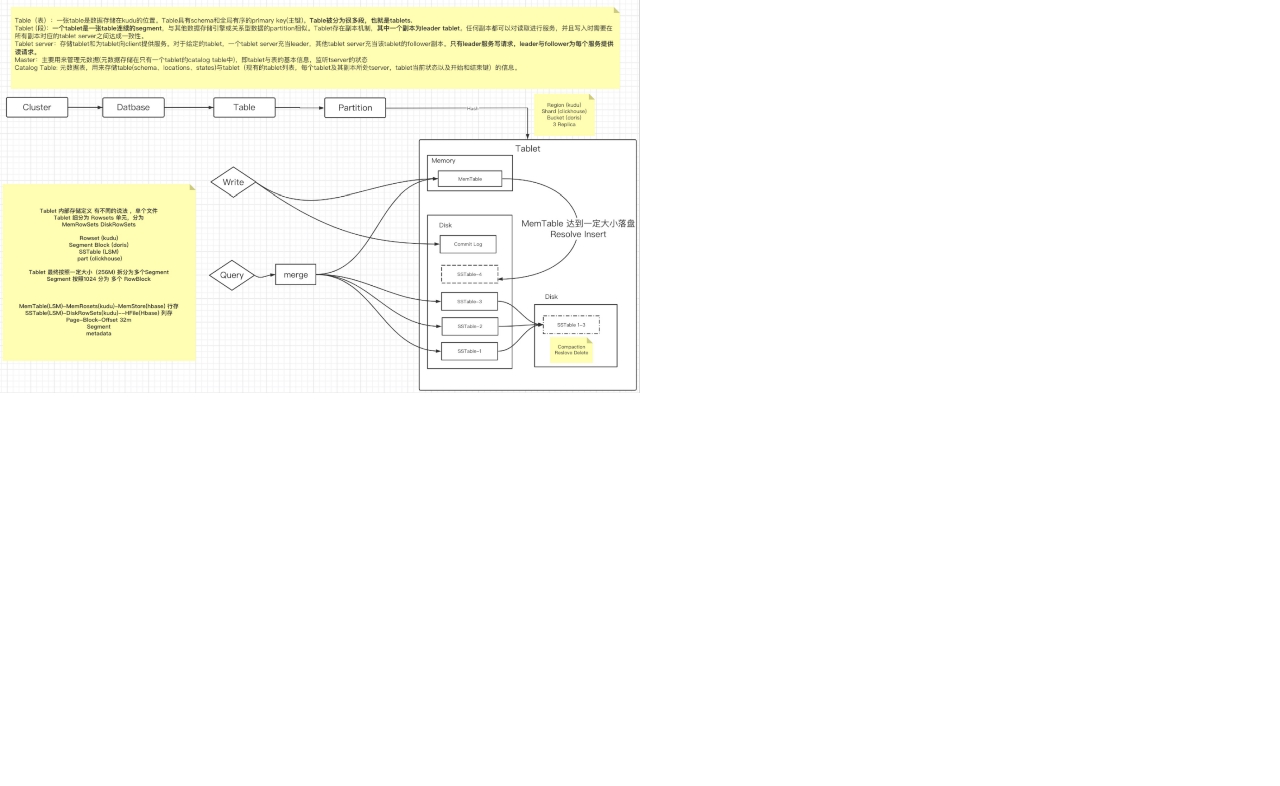 Table（表）：一张table是数据存储在kudu的位置。Table具有schema和全局有序的primary key(主键)。Table被分为很多段，也就是tablets.
Tablet (段)：一个tablet是一张table连续的segment，与其他数据存储引擎或关系型数据的partition相似。Tablet存在副本机制，其中一个副本为leader tablet。任何副本都可以对读取进行服务，并且写入时需要在
所有副本对应的tablet server之间达成一致性。
Tablet server：存储tablet和为tablet向client提供服务。对于给定的tablet，一个tablet server充当leader，其他tablet server充当该tablet的follower副本。只有leader服务写请求，leader与follower为每个服务提供
读请求。
Master：主要用来管理元数据(元数据存储在只有一个tablet的catalog table中)，即tablet与表的基本信息，监听tserver的状态
Catalog Table: 元数据表，用来存储table(schema、locations、states)与tablet（现有的tablet列表，每个tablet及其副本所处tserver，tablet当前状态以及开始和结束键）的信息。
Cluster
Datbase
Table
Partition
Hash
Region (kudu)
Shard (clickhouse)
Bucket (doris)
3 Replica
Tablet
Memory
MemTable
Write
MemTable 达到一定大小落盘
Resolve Insert
Disk
Commit Log
SSTable-4
Query
merge
SSTable-3
SSTable-2
SSTable-1
Disk
SSTable 1-3
Compaction
Reslove Delete
Tablet 内部存储定义 有不同的说法 ，单个文件
Tablet 细分为 Rowsets 单元，分为
MemRowSets DiskRowSets
Rowset (kudu)
Segment Block (doris)
SSTable (LSM)
part (clickhouse)
Tablet 最终按照一定大小（256M) 拆分为多个Segment
Segment 按照1024 分为 多个 RowBlock
MemTable(LSM)-MemRosets(kudu)-MemStore(hbase) 行存
SSTable(LSM)-DiskRowSets(kudu)--HFile(Hbase) 列存
Page-Block-Offset 32m
Segment
metadata